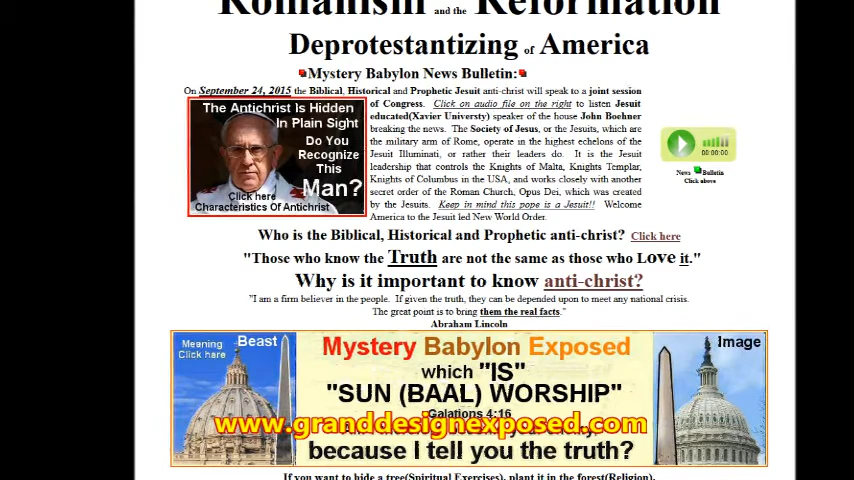 Romanism and the Reformation
Deprotestantizing of America
Mystery Babylon News Bulletin:
On September 24, 2015 the Biblical, Historical and Prophetic Jesuit anti-christ will speak to a joint session
of Congress. Click on audio file on the right to listen Jesuit
educated(Xavier Universty) speaker of the house John Boehner
breaking the news. The Society of Jesus, or the Jesuits, which are
the military arm of Rome, operate in the highest echelons of the
Jesuit Illuminati, or rather their leaders do. It is the Jesuit
leadership that controls the Knights of Malta, Knights Templar,
Knights of Columbus in the USA, and works closely with another
secret order of the Roman Church, Opus Dei, which was created
by the Jesuits. Keep in mind this pope is a Jesuit!! Welcome
America to the Jesuit led New World Order.
The Antichrist Is Hidden
In Plain Sight
Do You
Recognize
This
Man?
Click here
Characteristics Of Antichrist
00:00:00
News Bulletin
Click above
Who is the Biblical, Historical and Prophetic anti-christ? Click here
"Those who know the Truth are not the same as those who Love it."
Why is it important to know anti-christ?
"I am a firm believer in the people. If given the truth, they can be depended upon to meet any national crisis.
The great point is to bring them the real facts."
Abraham Lincoln
Meaning
Click here
Beast
Mystery Babylon Exposed
which "IS"
"SUN (BAAL) WORSHIP"
Galations 4:16
www.granddesignexposed.com
because I tell you the truth?
Image
If you want to hide a tree(Spiritual Exercises), plant it in the forest(Religion).